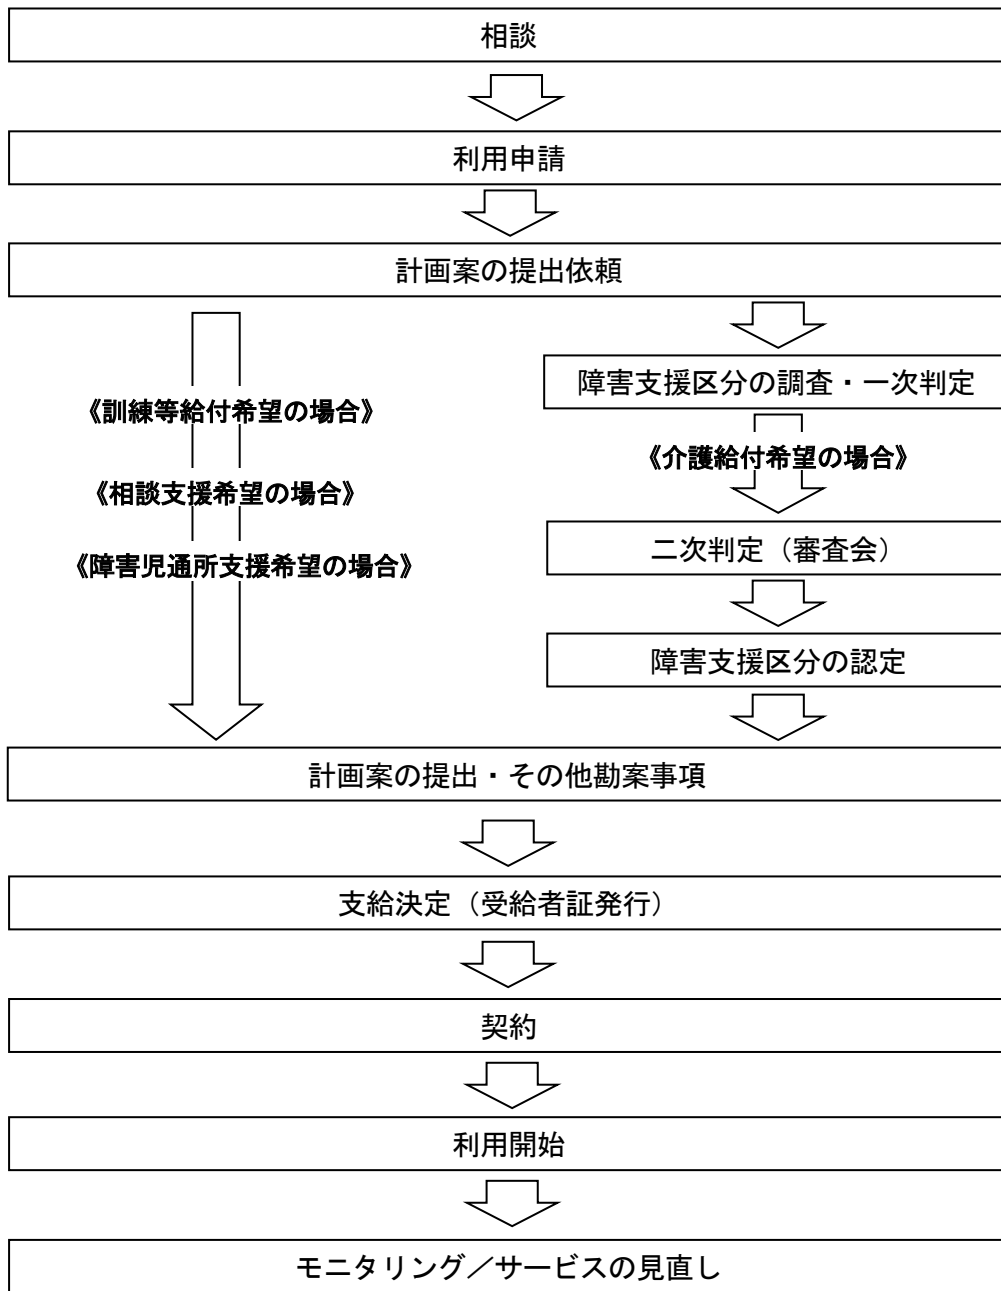 相談
利用申請
計画案の提出依頼
障害支援区分の調査・一次判定
《訓練等給付希望の場合》
《介護給付希望の場合》
《相談支援希望の場合》
二次判定（審査会）
《障害児通所支援希望の場合》
障害支援区分の認定
計画案の提出・その他勘案事項
支給決定（受給者証発行）
契約
利用開始
モニタリング／サービスの見直し